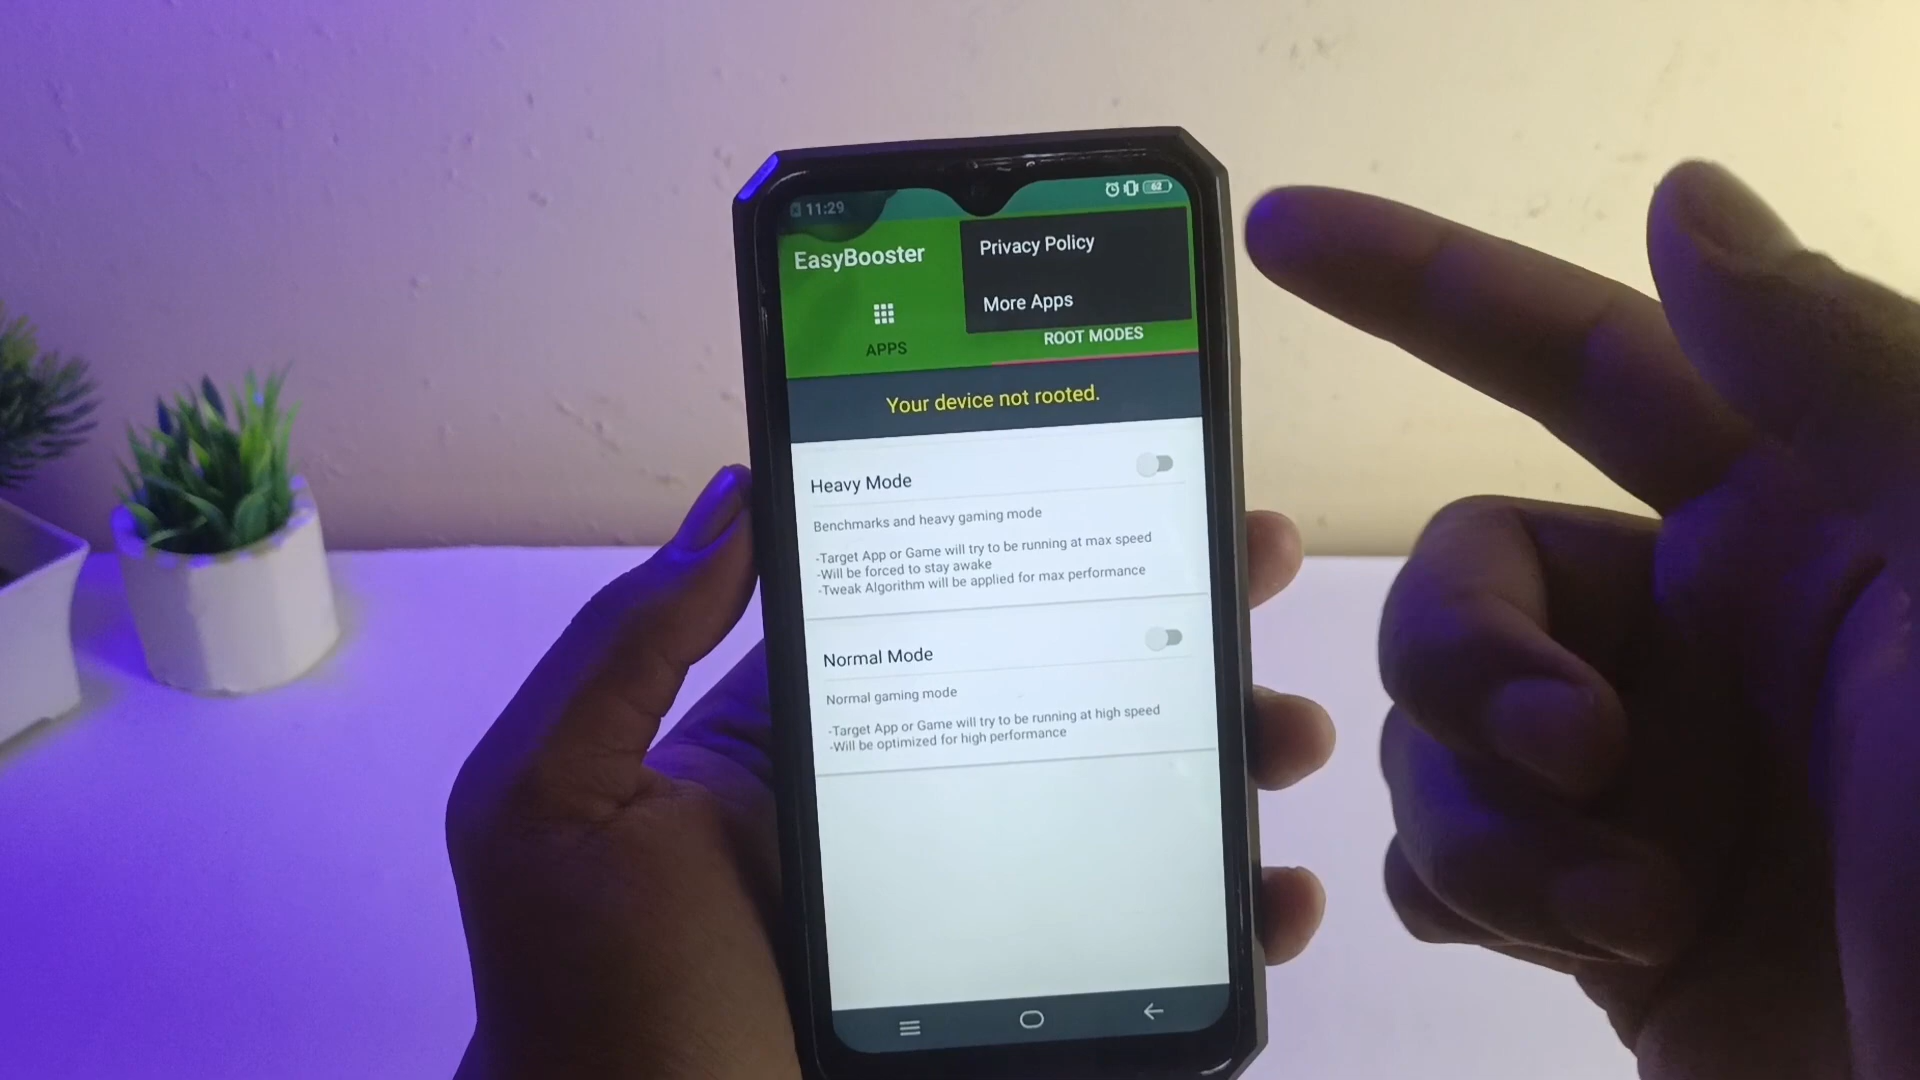 11:29
62
EasyBooster
Privacy Policy
More Apps
APPS
ROOT MODES
Your device not rooted.
Heavy Mode
Benchmarks and heavy gaming mode
-Target App or Game will try to be running at max speed
-Will be forced to stay awake
-Tweak Algorithm will be applied for max performance
Normal Mode
Normal gaming mode
-Target App or Game will try to be running at high speed
-Will be optimized for high performance